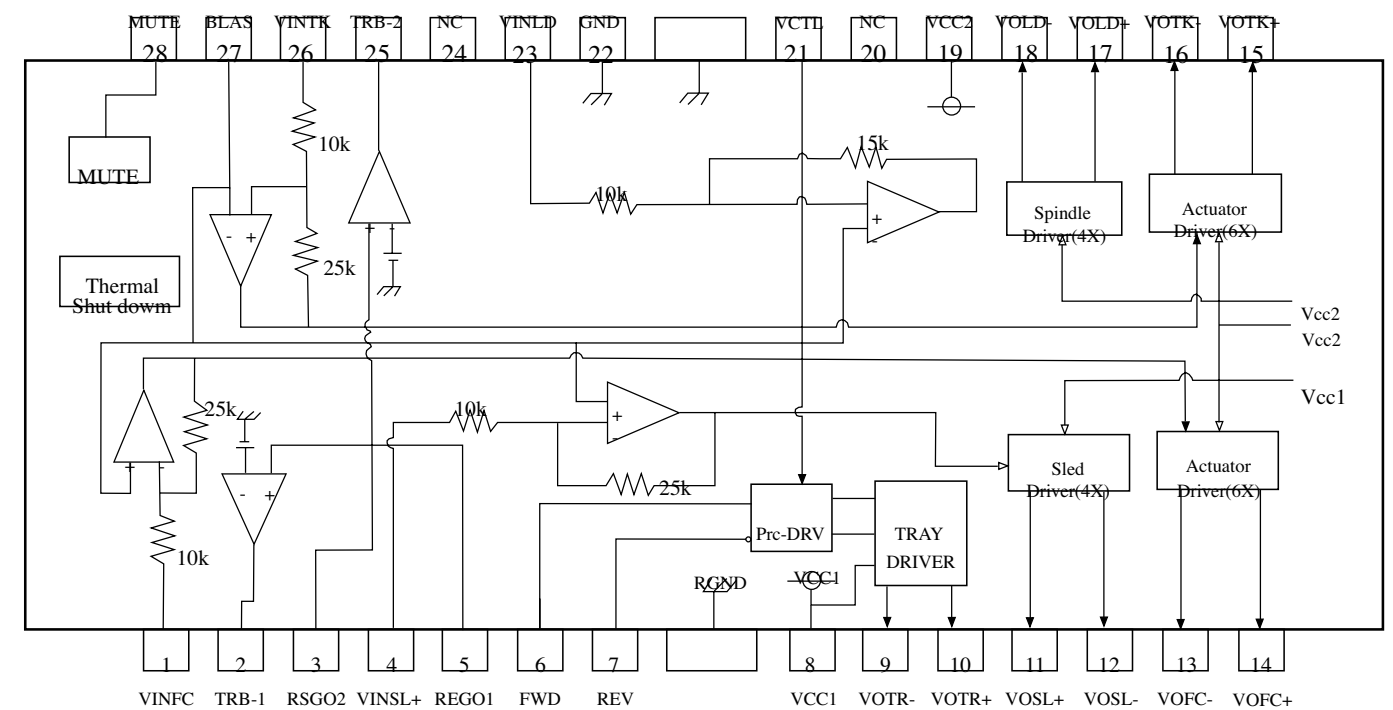 MUTE BLAS VINTK TRB-2 NC VINLD GND VCTL NC VCC2 VOLD- VOLD+ VOTK- VOTK+
28 27 26 25 24 23 22 21 20 19 18 17 16 15
10k
15k
MUTE
10k
+
-
Spindle
Driver(4X)
Actuator
Driver(6X)
- +
+ -
25k
Thermal
Shut dowm
Vcc2
Vcc2
Vcc1
25k
10k
+
-
+ -
- +
25k
Sled
Driver(4X)
Actuator
Driver(6X)
10k
Prc-DRV
TRAY
DRIVER
RGND
VCC1
1 2 3 4 5 6 7 8 9 10 11 12 13 14
VINFC TRB-1 RSGO2 VINSL+ REGO1 FWD REV VCC1 VOTR- VOTR+ VOSL+ VOSL- VOFC- VOFC+